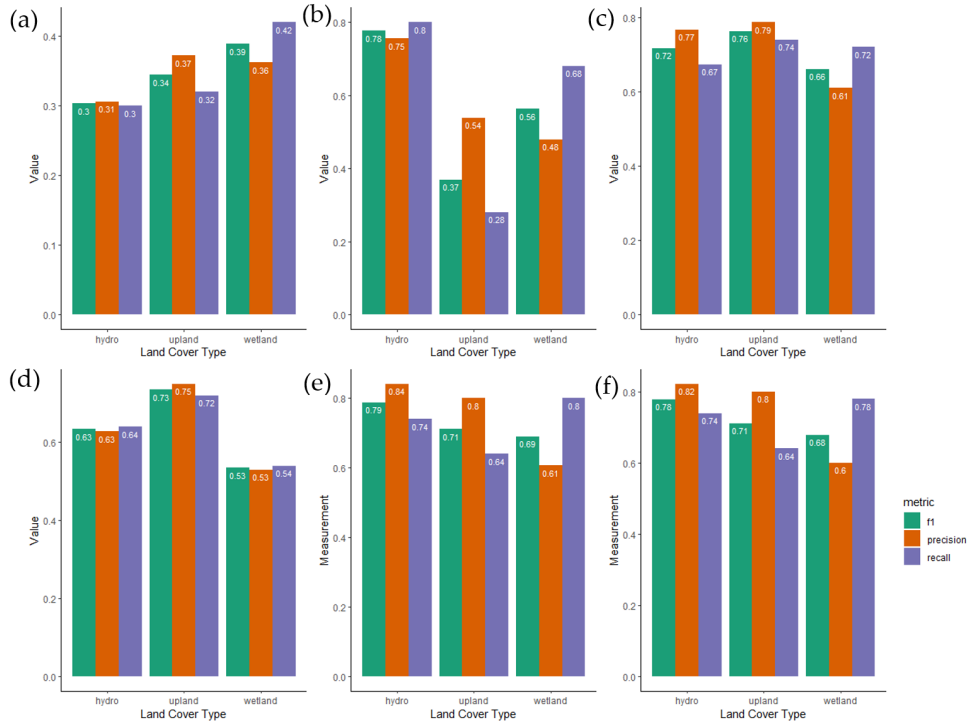 (a)
Value
0.4
0.3
0.2
0.1
0.0
0.3
0.31
0.3
0.34
0.37
0.32
0.39
0.36
0.42
hydro upland wetland
Land Cover Type
(b)
Value
0.8
0.6
0.4
0.2
0.0
0.78
0.75
0.8
0.37
0.54
0.28
0.56
0.48
0.68
hydro upland wetland
Land Cover Type
(c)
Value
0.8
0.6
0.4
0.2
0.0
0.72
0.77
0.67
0.76
0.79
0.74
0.66
0.61
0.72
hydro upland wetland
Land Cover Type
(d)
Value
0.6
0.4
0.2
0.0
0.63
0.63
0.64
0.73
0.75
0.72
0.53
0.53
0.54
hydro upland wetland
Land Cover Type
(e)
Measurement
0.8
0.6
0.4
0.2
0.0
0.79
0.84
0.74
0.71
0.8
0.64
0.69
0.61
0.8
hydro upland wetland
Land Cover Type
(f)
Measurement
0.8
0.6
0.4
0.2
0.0
0.78
0.82
0.74
0.71
0.8
0.64
0.68
0.6
0.78
hydro upland wetland
Land Cover Type
metric
f1
precision
recall